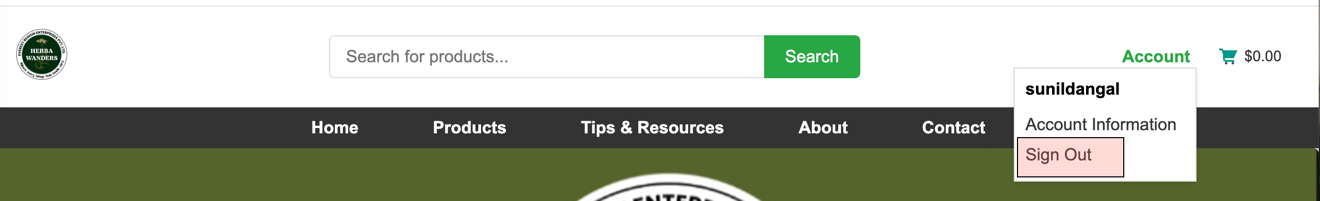 HERBA
WANDERS
Search for products...
Search
Account
$0.00
sunildangal
Account Information
Sign Out
Home
Products
Tips & Resources
About
Contact